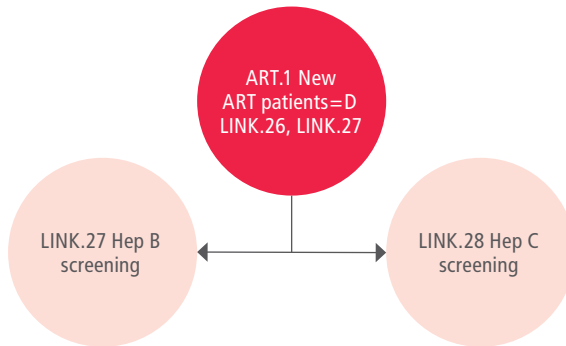 ART.1 New
ART patients=D
LINK.26, LINK.27
LINK.27 Hep B
screening
LINK.28 Hep C
screening